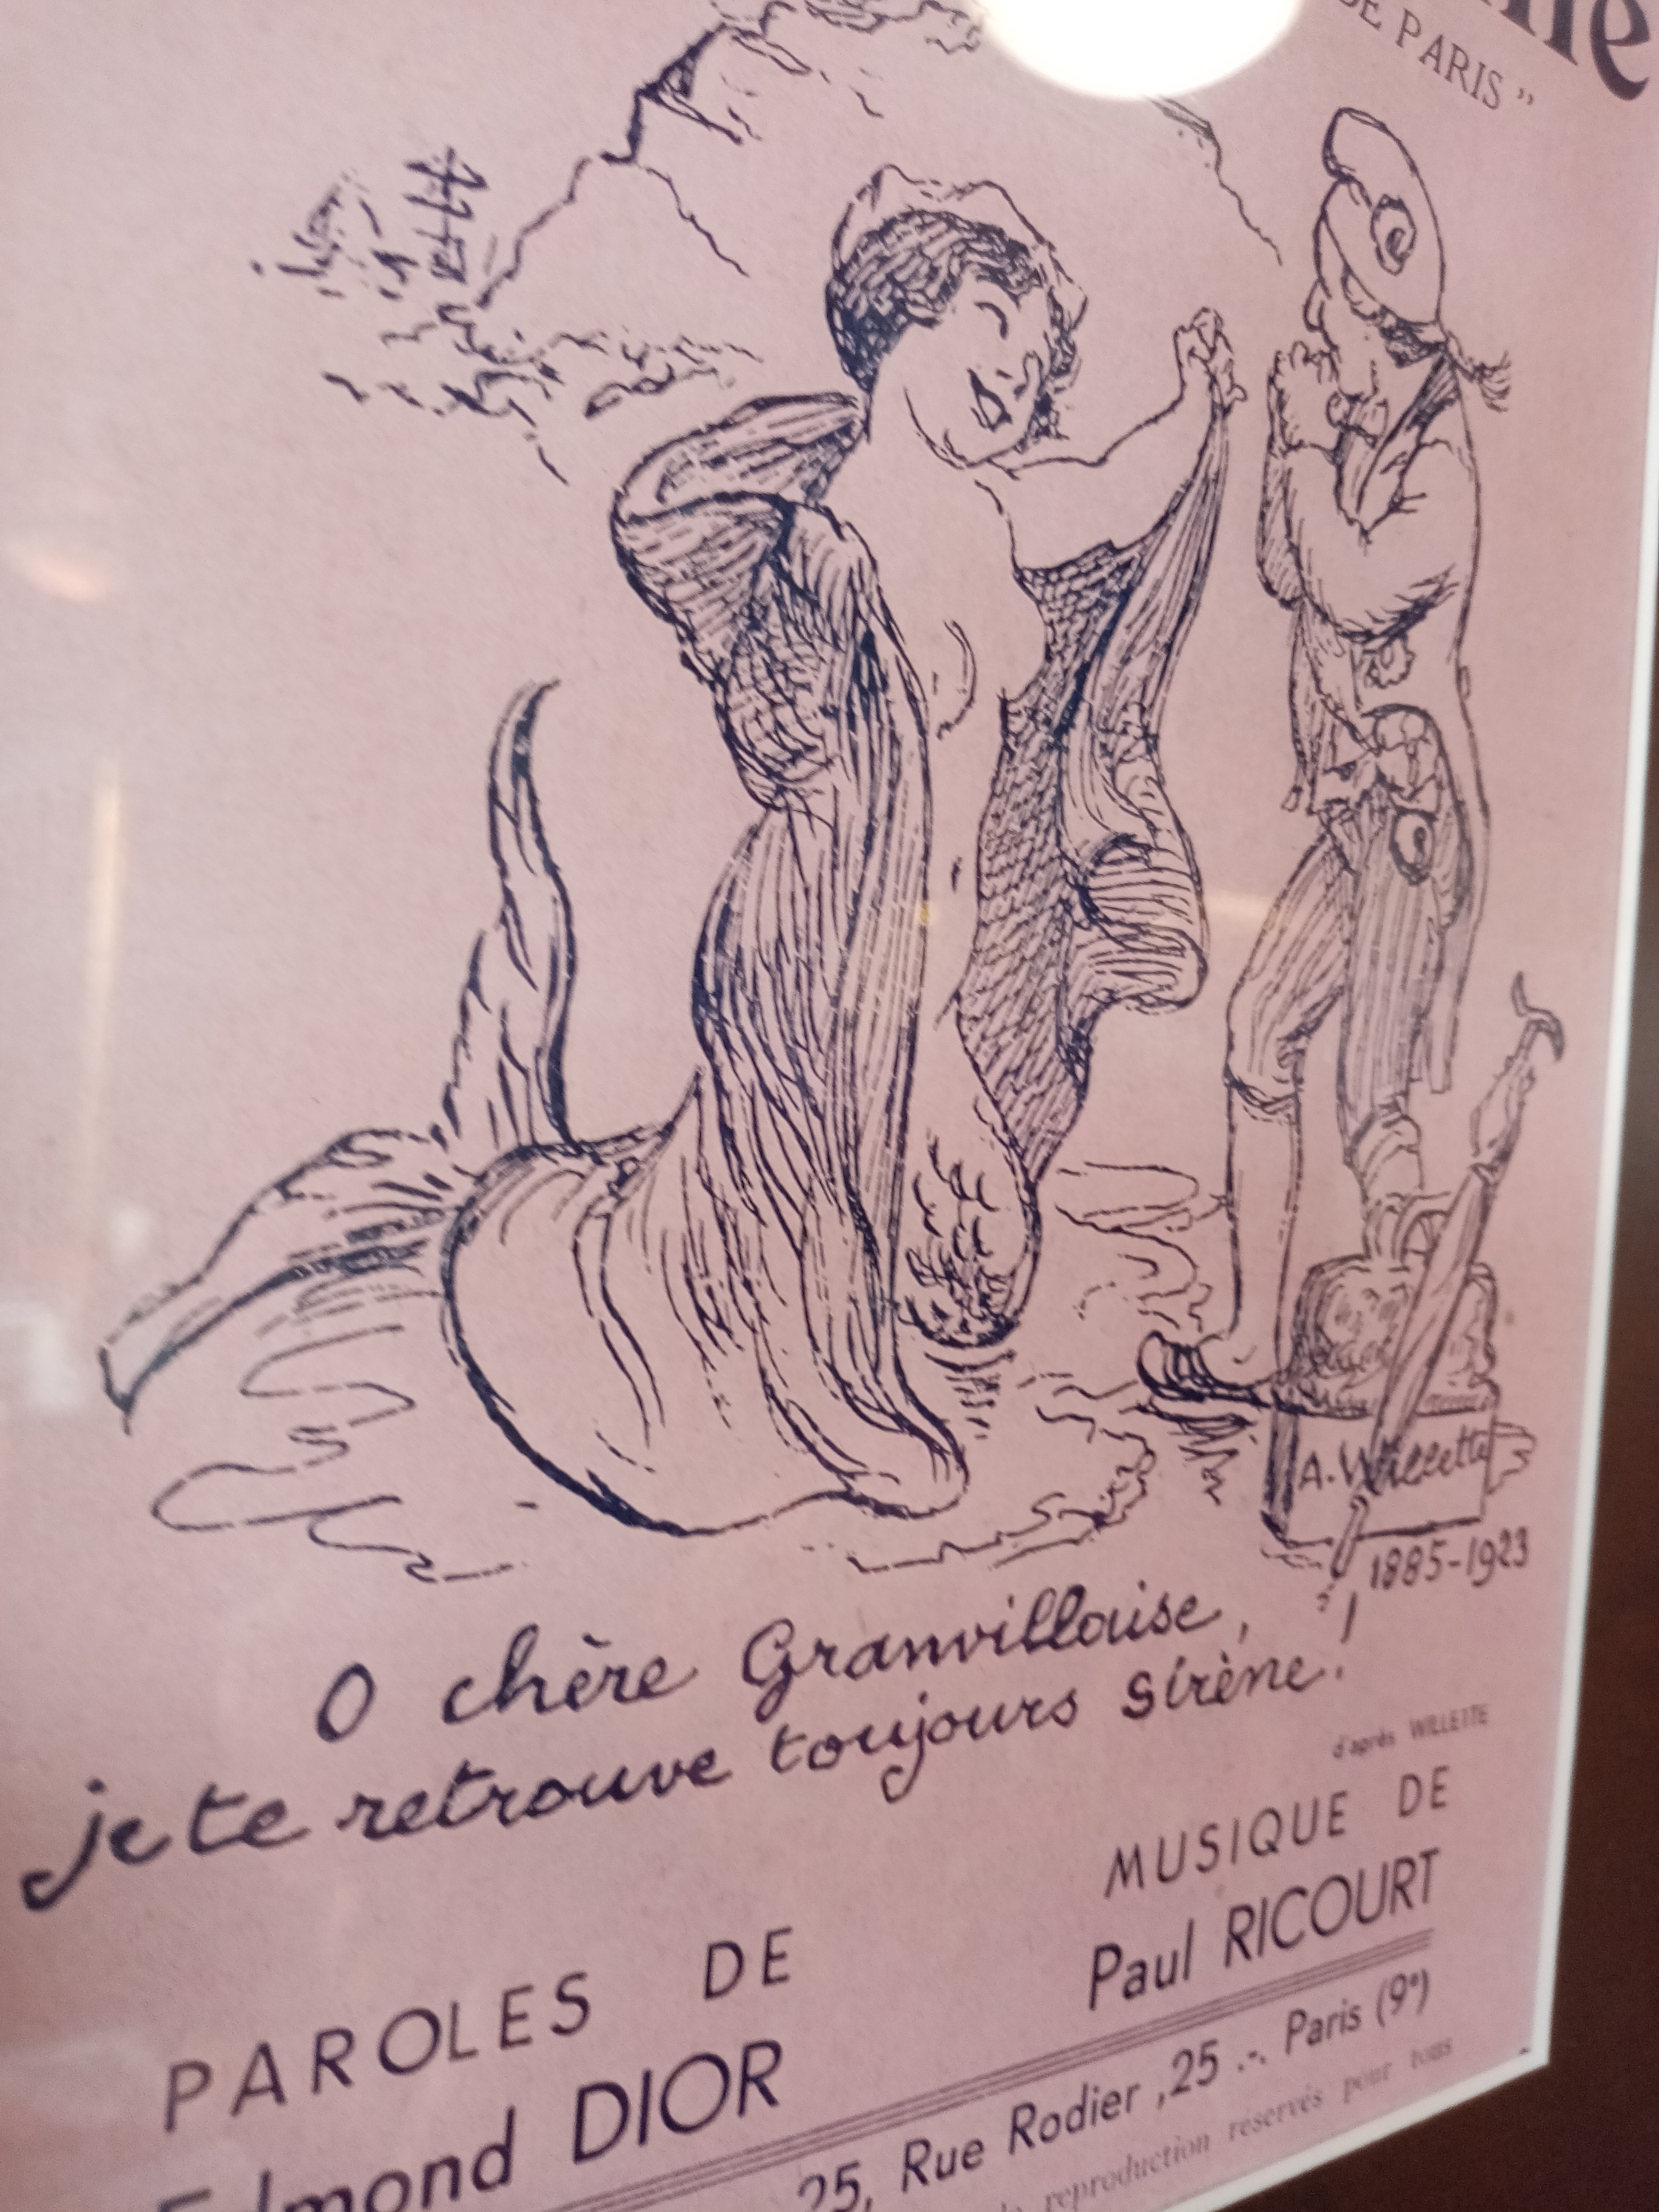 DE PARIS "
A. Willette
1885-1923
O chère Granvillaise,
je te retrouve toujours sirène!
d'après WILLETTE
PAROLES DE
Edmond DIOR
MUSIQUE DE
Paul RICOURT
25, Rue Rodier, 25 .-. Paris (9e)
reproduction réservés pour tous